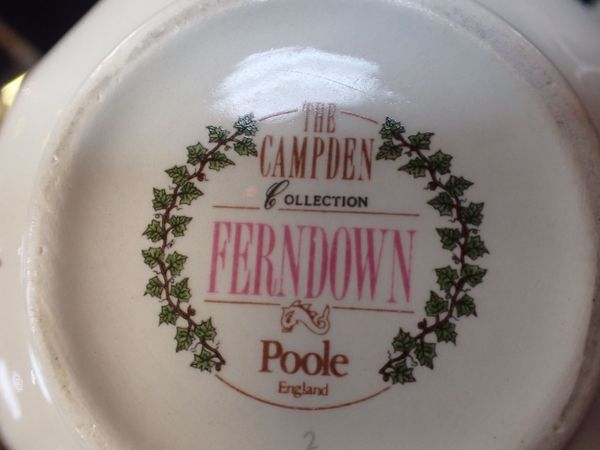 THE
CAMPDEN
COLLECTION
FERNDOWN
Poole
England
2